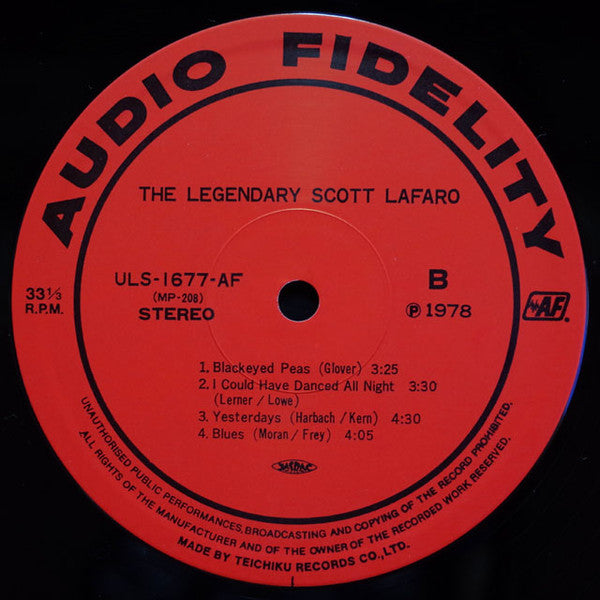 AUDIO FIDELITY
THE LEGENDARY SCOTT LAFARO
ULS-1677-AF
(MP-208)
STEREO
B
Ⓟ 1978
33⅓
R.P.M.
AF®
1. Blackeyed Peas (Glover) 3:25
2. I Could Have Danced All Night 3:30
(Lerner / Lowe)
3. Yesterdays (Harbach / Kern) 4:30
4. Blues (Moran / Frey) 4:05
JASRAC
UNAUTHORISED PUBLIC PERFORMANCES, BROADCASTING AND COPYING OF THE RECORD PROHIBITED.
ALL RIGHTS OF THE MANUFACTURER AND OF THE OWNER OF THE RECORDED WORK RESERVED.
MADE BY TEICHIKU RECORDS CO., LTD.